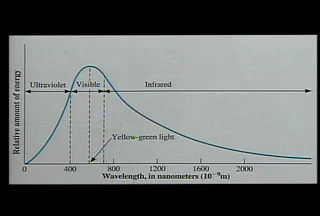 Relative amount of energy
Ultraviolet Visible Infrared
Yellow-green light
0 400 800 1200 1600 2000
Wavelength, in nanometers (10⁻⁹m)